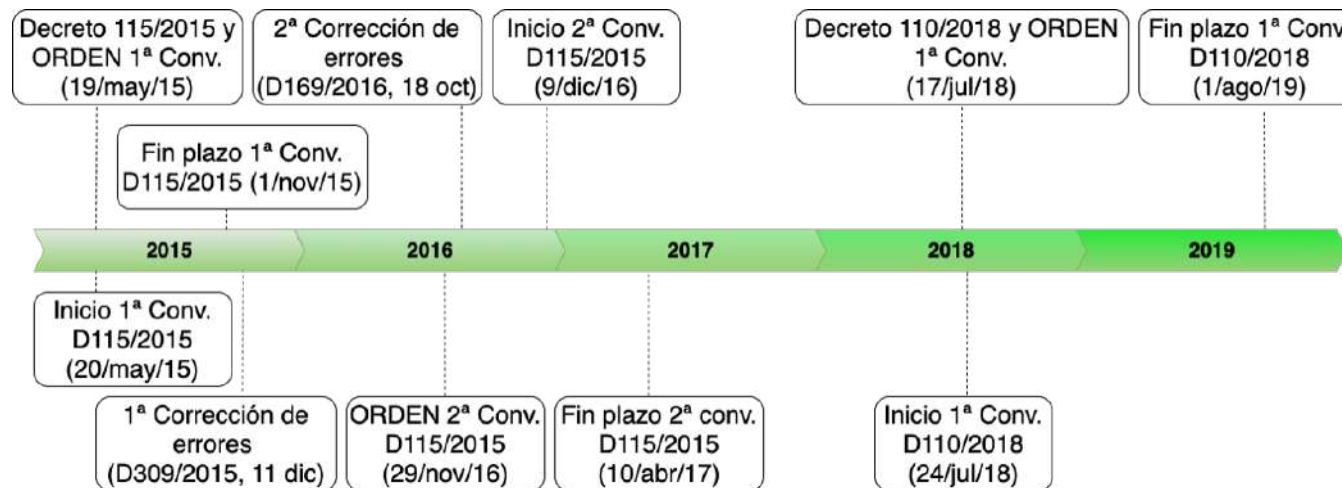 Decreto 115/2015 y
ORDEN 1ª Conv.
(19/may/15)
2ª Corrección de
errores
(D169/2016, 18 oct)
Inicio 2ª Conv.
D115/2015
(9/dic/16)
Decreto 110/2018 y ORDEN
1ª Conv.
(17/jul/18)
Fin plazo 1ª Conv
D110/2018
(1/ago/19)
Fin plazo 1ª Conv.
D115/2015 (1/nov/15)
2015
2016
2017
2018
2019
Inicio 1ª Conv.
D115/2015
(20/may/15)
1ª Corrección de
errores
(D309/2015, 11 dic)
ORDEN 2ª Conv.
D115/2015
(29/nov/16)
Fin plazo 2ª conv.
D115/2015
(10/abr/17)
Inicio 1ª Conv.
D110/2018
(24/jul/18)